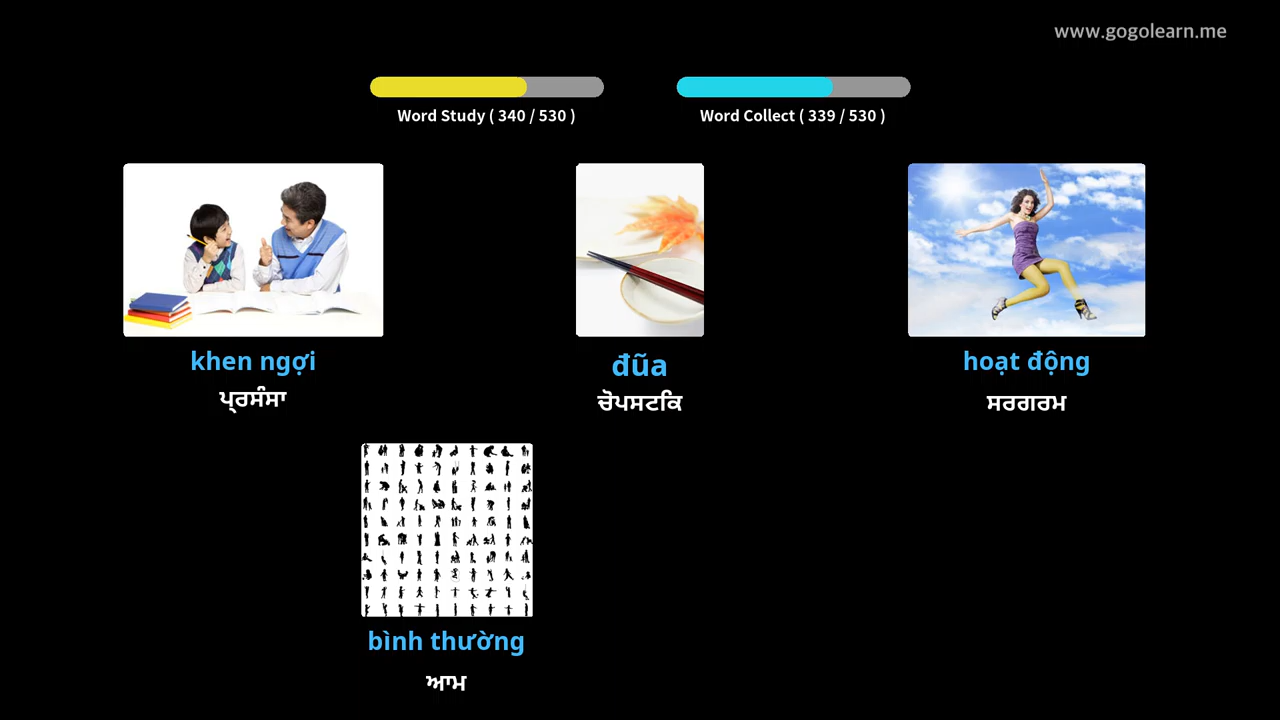 www.gogolearn.me
Word Study ( 340 / 530 )
Word Collect ( 339 / 530 )
khen ngợi
ਪ੍ਰਸੰਸਾ
đũa
ਚੋਪਸਟਕਿ
hoạt động
ਸਰਗਰਮ
bình thường
ਆਮ